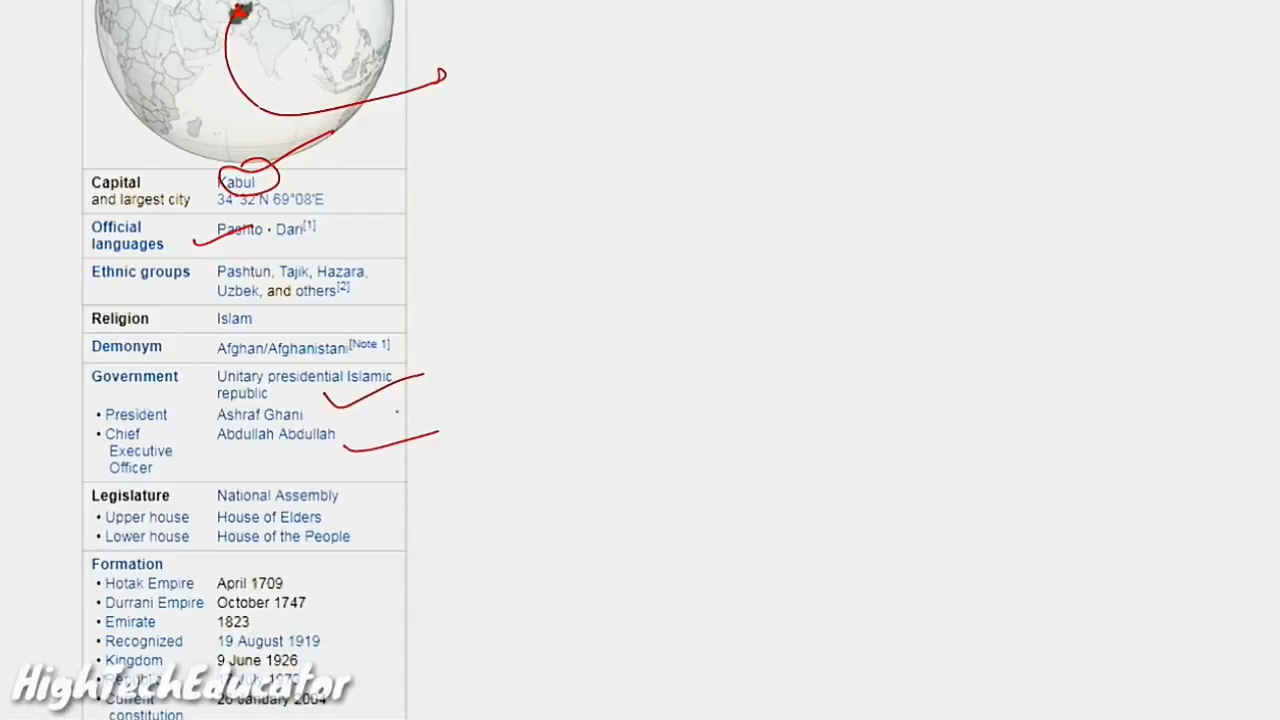 Capital Kabul
and largest city 34°32′N 69°08′E
Official Pashto • Dari[1]
languages
Ethnic groups Pashtun, Tajik, Hazara,
Uzbek, and others[2]
Religion Islam
Demonym Afghan/Afghanistani[Note 1]
Government Unitary presidential Islamic
republic
• President Ashraf Ghani
• Chief Abdullah Abdullah
Executive
Officer
Legislature National Assembly
• Upper house House of Elders
• Lower house House of the People
Formation
• Hotak Empire April 1709
• Durrani Empire October 1747
• Emirate 1823
• Recognized 19 August 1919
• Kingdom 9 June 1926
HighTechEducator
• Current 26 January 2004
constitution